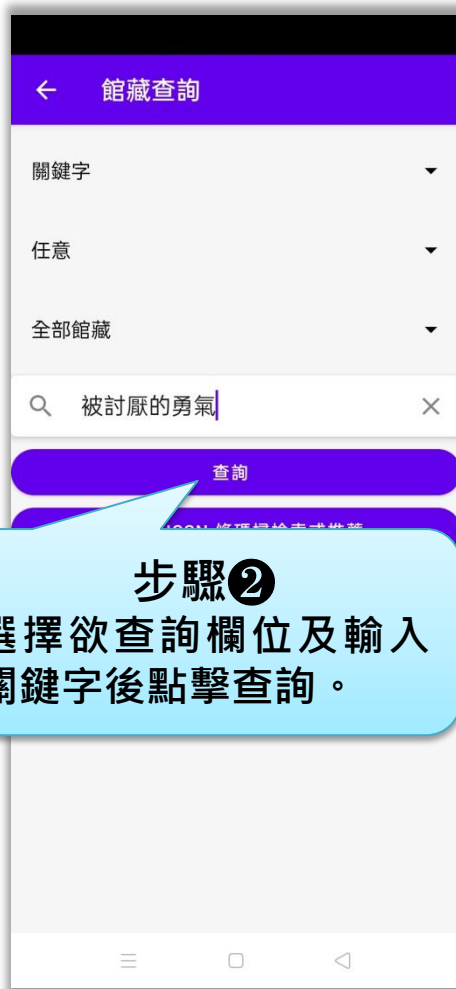 館藏查詢
關鍵字
任意
全部館藏
被討厭的勇氣
查詢
步驟❷
選擇欲查詢欄位及輸入
關鍵字後點擊查詢。